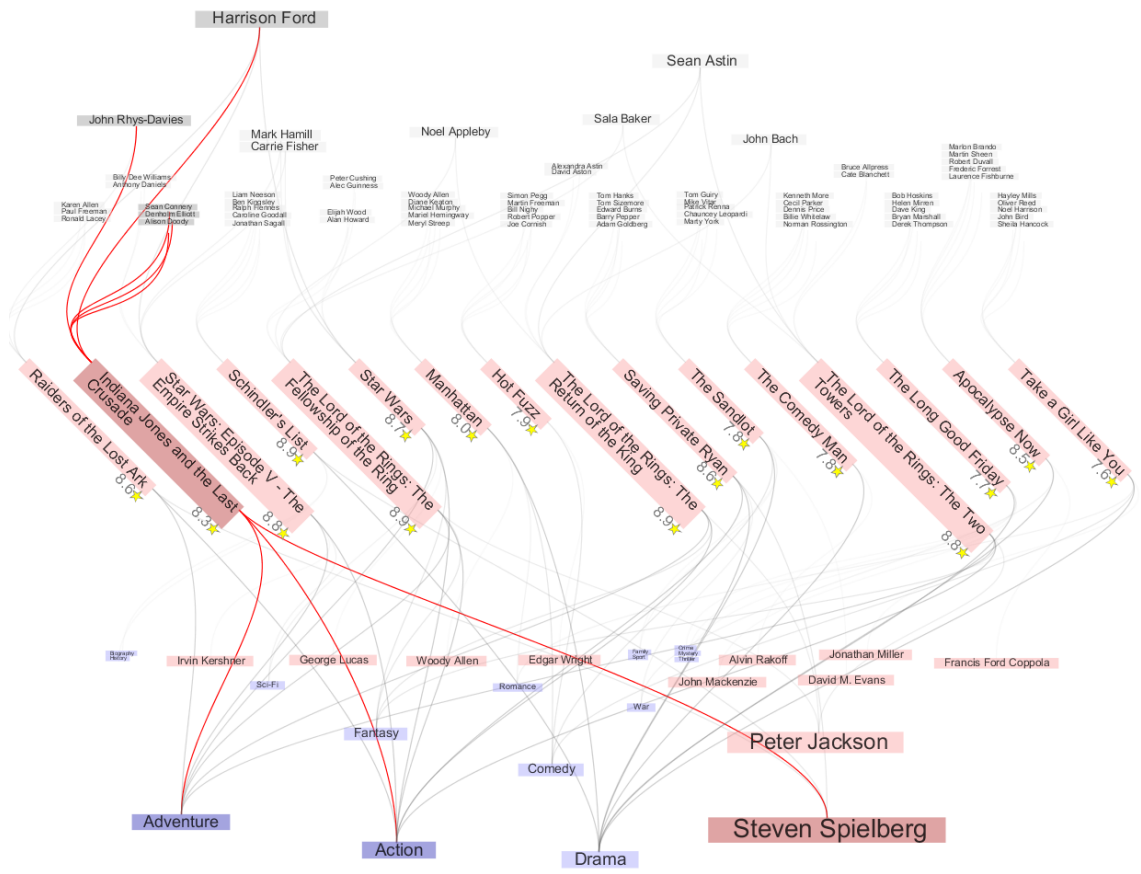 Harrison Ford
Sean Astin
John Rhys-Davies
Mark Hamill
Carrie Fisher
Noel Appleby
Sala Baker
John Bach
Billy Dee Williams
Anthony Daniels
Peter Cushing
Alec Guinness
Alexandra Astin
David Aston
Bruce Allpress
Cate Blanchett
Marlon Brando
Martin Sheen
Robert Duvall
Frederic Forrest
Laurence Fishburne
Karen Allen
Paul Freeman
Ronald Lacey
Sean Connery
Denholm Elliott
Alison Doody
Liam Neeson
Ben Kingsley
Ralph Fiennes
Caroline Goodall
Jonathan Sagall
Elijah Wood
Alan Howard
Woody Allen
Diane Keaton
Michael Murphy
Mariel Hemingway
Meryl Streep
Simon Pegg
Martin Freeman
Bill Nighy
Robert Popper
Joe Cornish
Tom Hanks
Tom Sizemore
Edward Burns
Barry Pepper
Adam Goldberg
Tom Guiry
Mike Vitar
Patrick Renna
Chauncey Leopardi
Marty York
Kenneth More
Cecil Parker
Dennis Price
Billie Whitelaw
Norman Rossington
Bob Hoskins
Helen Mirren
Dave King
Bryan Marshall
Derek Thompson
Hayley Mills
Oliver Reed
Noel Harrison
John Bird
Sheila Hancock
Raiders of the Lost Ark
8.6
Indiana Jones and the Last
Crusade
8.3
Star Wars: Episode V - The
Empire Strikes Back
8.8
Schindler's List
8.9
The Lord of the Rings: The
Fellowship of the Ring
8.9
Star Wars
8.7
Manhattan
8.0
Hot Fuzz
7.9
The Lord of the Rings: The
Return of the King
8.9
Saving Private Ryan
8.6
The Sandlot
7.8
The Comedy Man
7.8
The Lord of the Rings: The Two
Towers
8.8
The Long Good Friday
7.7
Apocalypse Now
8.5
Take a Girl Like You
7.6
Biography
History
Irvin Kershner
George Lucas
Woody Allen
Edgar Wright
Family
Sport
Crime
Mystery
Thriller
Alvin Rakoff
Jonathan Miller
Francis Ford Coppola
Sci-Fi
Romance
John Mackenzie
David M. Evans
War
Fantasy
Peter Jackson
Comedy
Adventure
Steven Spielberg
Action
Drama